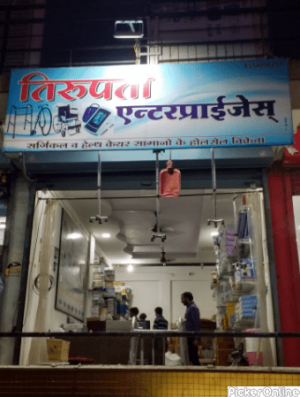 तिरूपती
एन्टरप्राईजेस्
सर्जिकल व हेल्थ केयर सामानो के होलसेल विक्रेता
PickerOnline